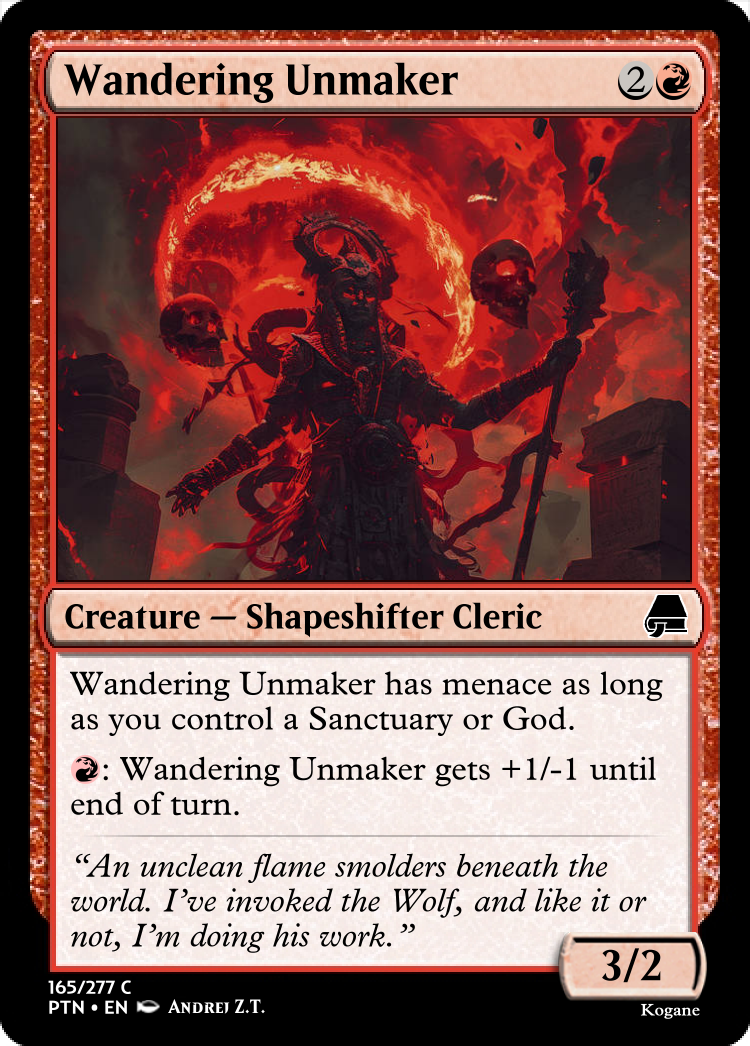 Wandering Unmaker 2
Creature — Shapeshifter Cleric
Wandering Unmaker has menace as long
as you control a Sanctuary or God.
: Wandering Unmaker gets +1/-1 until
end of turn.
“An unclean flame smolders beneath the
world. I’ve invoked the Wolf, and like it or
not, I’m doing his work.”
3/2
165/277 C
PTN • EN Andrej Z.T.
Kogane